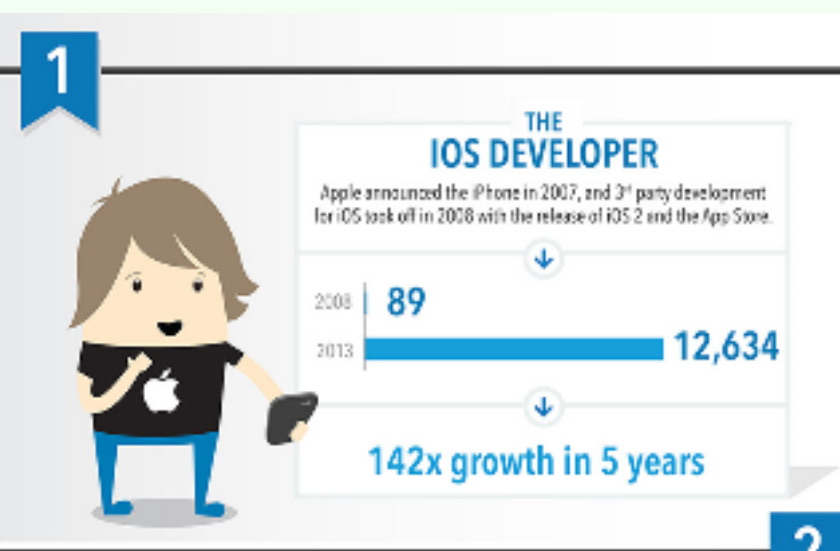 1
THE
IOS DEVELOPER
Apple announced the iPhone in 2007, and 3rd party development
for iOS took off in 2008 with the release of iOS 2 and the App Store.
2008 89
2013 12,634
142x growth in 5 years
2